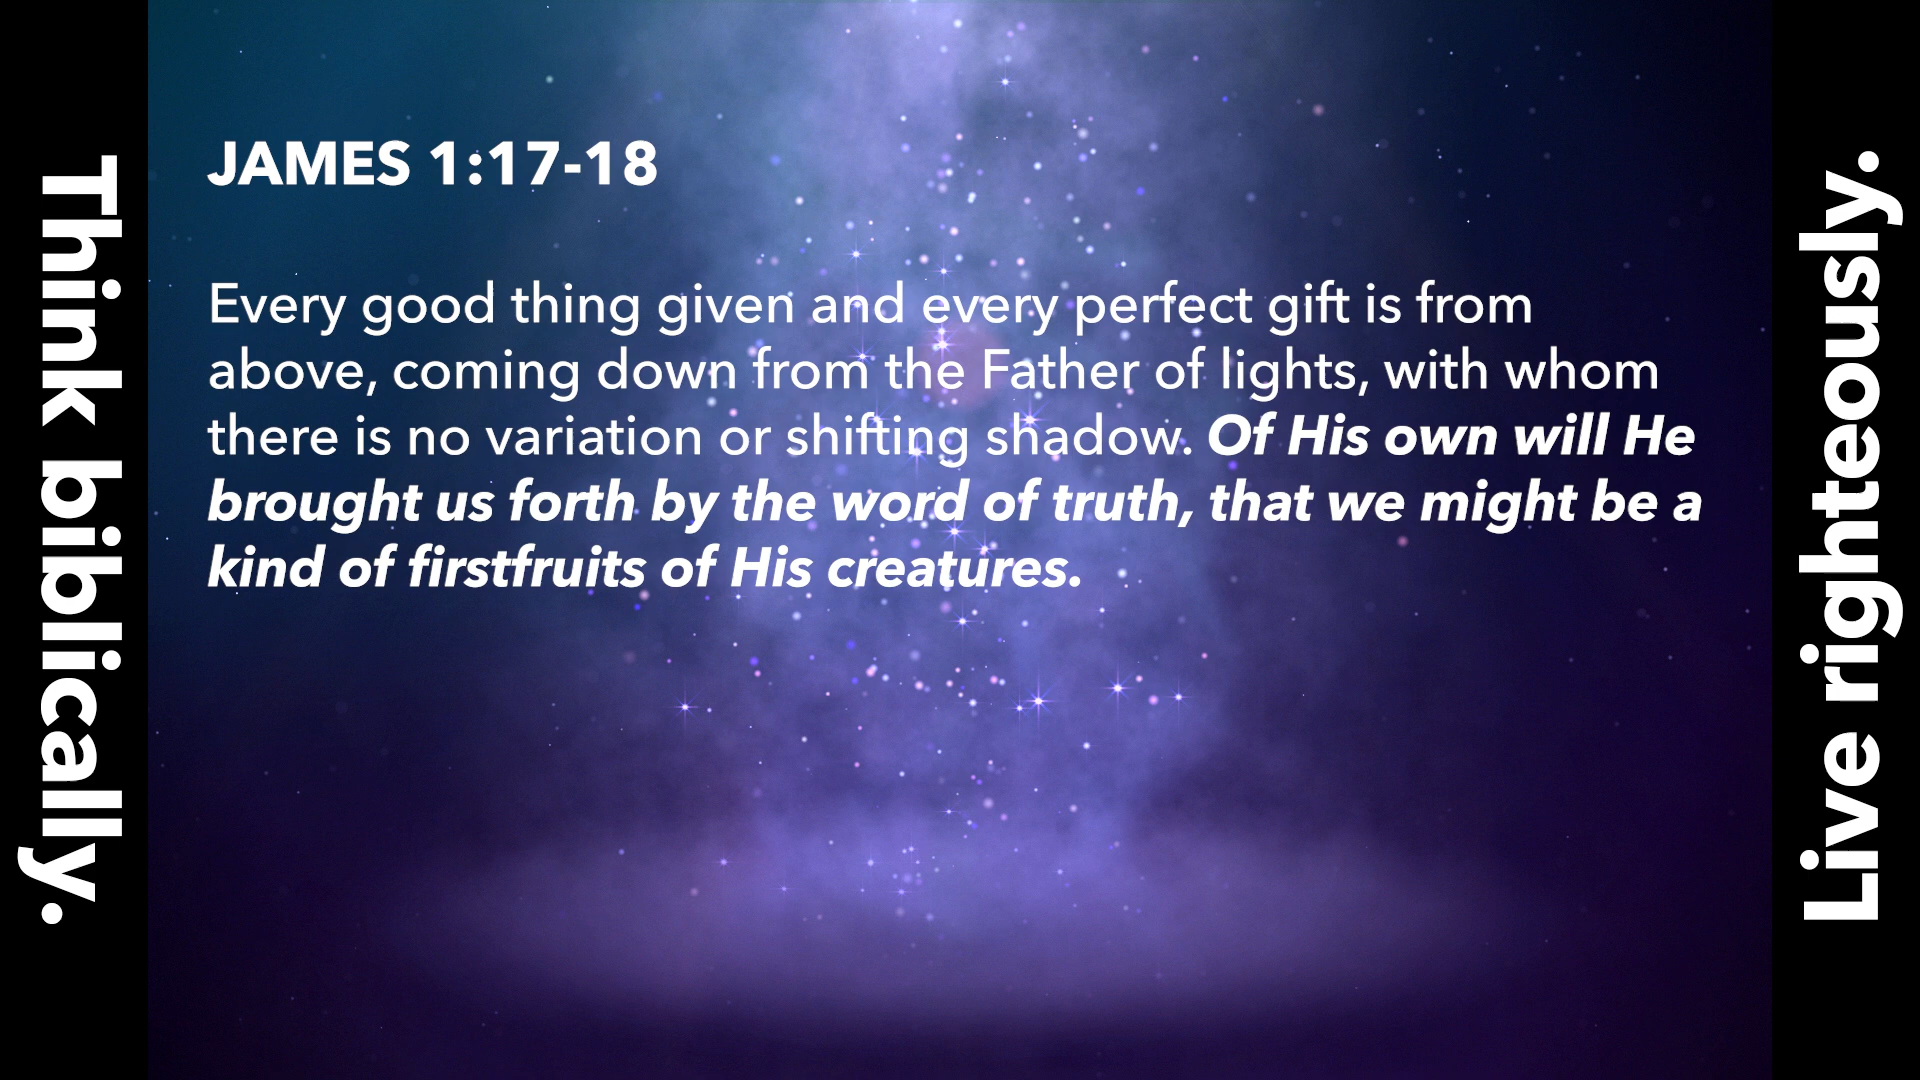 Think biblically.
JAMES 1:17-18
Every good thing given and every perfect gift is from
above, coming down from the Father of lights, with whom
there is no variation or shifting shadow. Of His own will He
brought us forth by the word of truth, that we might be a
kind of firstfruits of His creatures.
Live righteously.